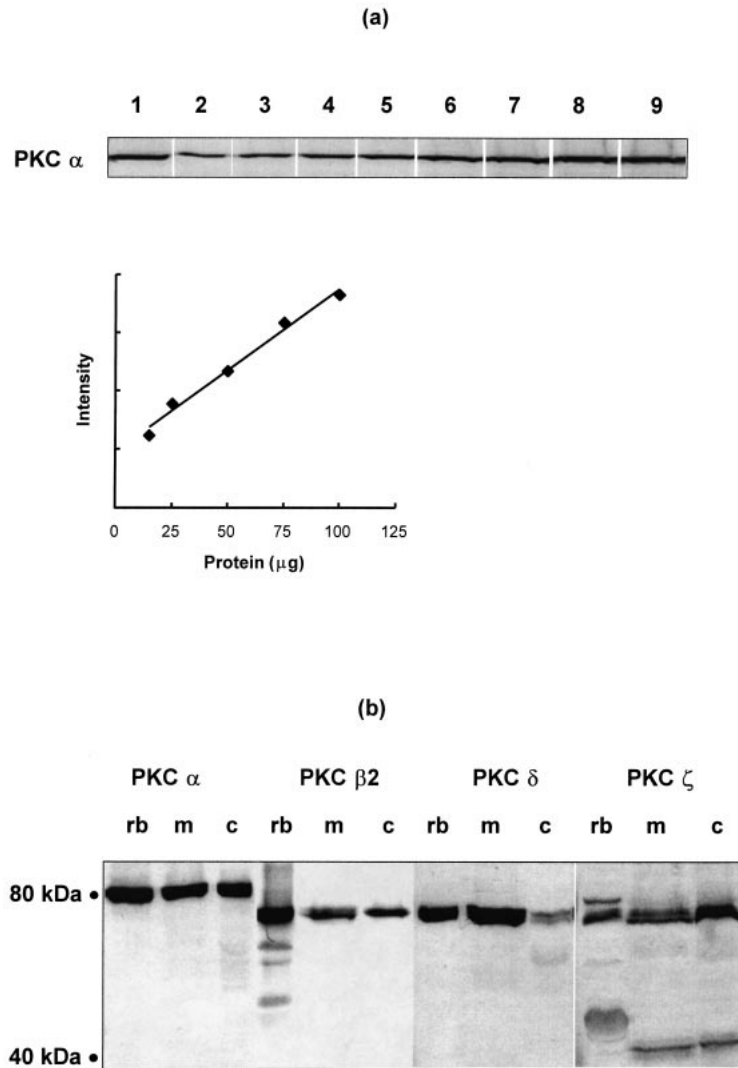 (a)
1 2 3 4 5 6 7 8 9
PKC α
Intensity
0 25 50 75 100 125
Protein (μg)
(b)
PKC α PKC β2 PKC δ PKC ζ
rb m c rb m c rb m c rb m c
80 kDa
40 kDa